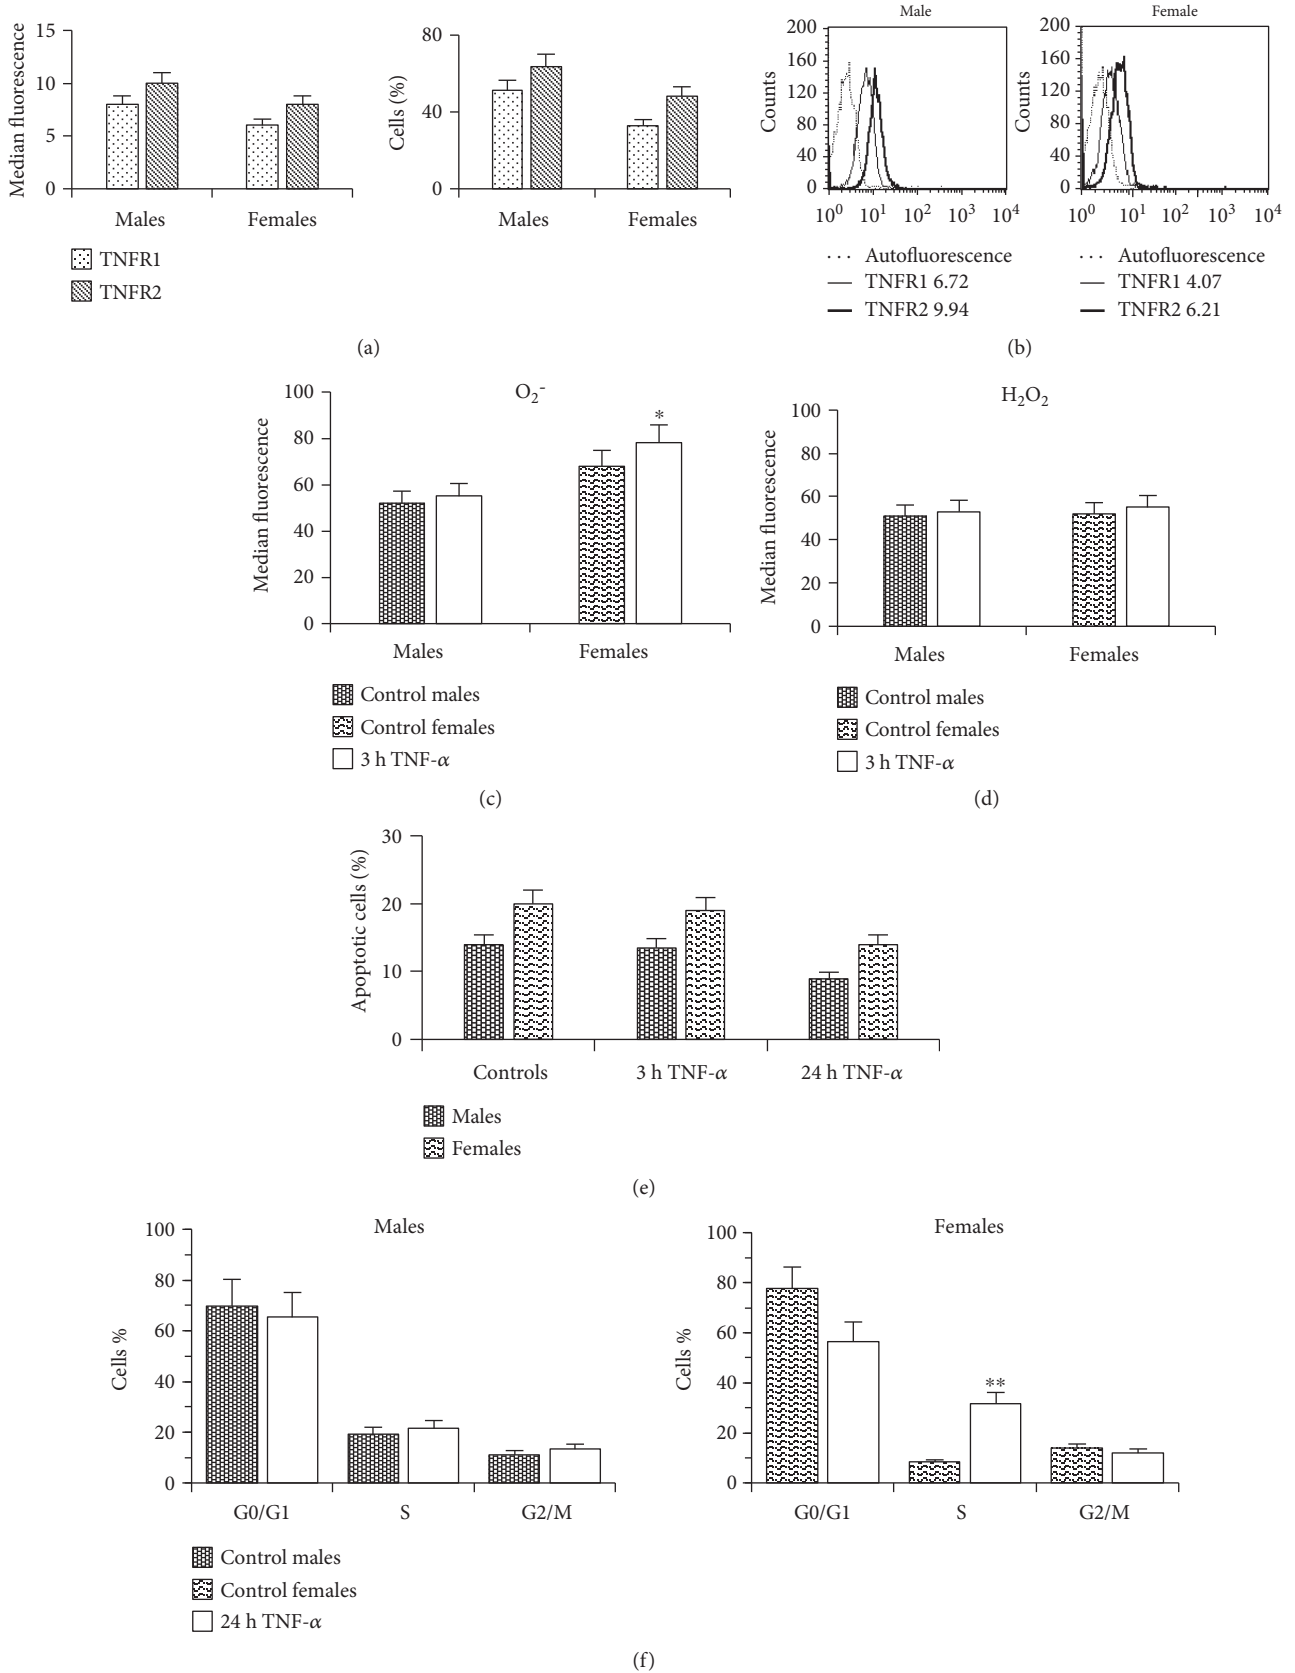 Median fluorescence
15
10
5
0
Males
Females
TNFR1
TNFR2
Cells (%)
80
40
0
Males
Females
(a)
Male
Counts
200
160
120
80
40
0
10⁰ 10¹ 10² 10³ 10⁴
Autofluorescence
TNFR1 6.72
TNFR2 9.94
Female
Counts
200
160
120
80
40
0
10⁰ 10¹ 10² 10³ 10⁴
Autofluorescence
TNFR1 4.07
TNFR2 6.21
(b)
O₂⁻
Median fluorescence
100
80
60
40
20
0
*
Males
Females
Control males
Control females
3 h TNF-α
(c)
H₂O₂
Median fluorescence
100
80
60
40
20
0
Males
Females
Control males
Control females
3 h TNF-α
(d)
Apoptotic cells (%)
30
20
10
0
Controls
3 h TNF-α
24 h TNF-α
Males
Females
(e)
Males
Cells %
100
80
60
40
20
0
G0/G1
S
G2/M
Control males
Control females
24 h TNF-α
Females
Cells %
100
80
60
40
20
0
**
G0/G1
S
G2/M
(f)